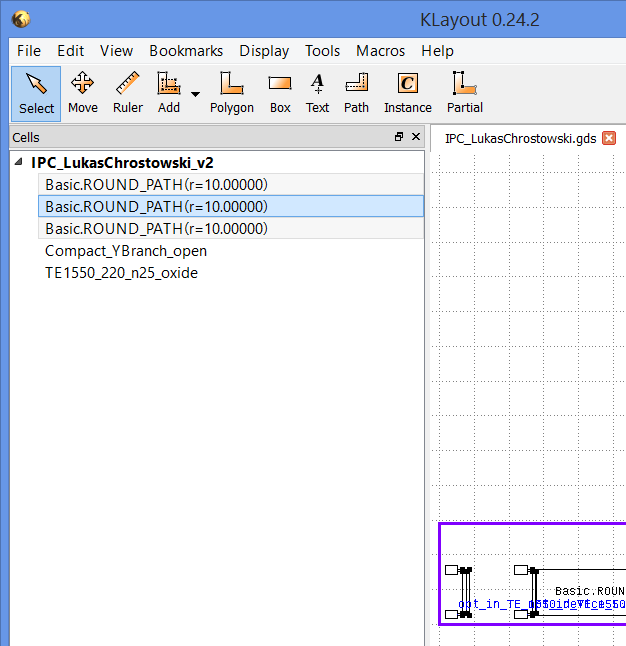 KLayout 0.24.2
File Edit View Bookmarks Display Tools Macros Help
Select Move Ruler Add Polygon Box Text Path Instance Partial
Cells
IPC_LukasChrostowski.gds
IPC_LukasChrostowski_v2
Basic.ROUND_PATH(r=10.00000)
Basic.ROUND_PATH(r=10.00000)
Basic.ROUND_PATH(r=10.00000)
Compact_YBranch_open
TE1550_220_n25_oxide
Basic.ROUN
opt_in_TE_